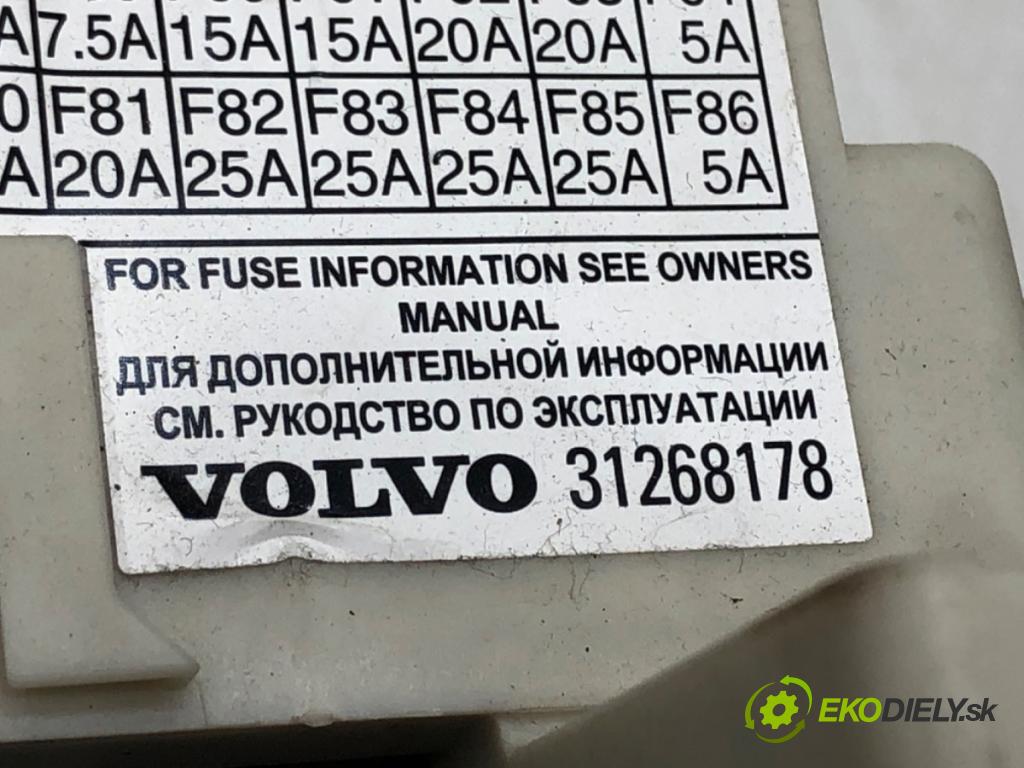 7.5A 15A 15A 20A 20A 5A
F81 F82 F83 F84 F85 F86
20A 25A 25A 25A 25A 5A
FOR FUSE INFORMATION SEE OWNERS
MANUAL
ДЛЯ ДОПОЛНИТЕЛЬНОЙ ИНФОРМАЦИИ
СМ. РУКОДСТВО ПО ЭКСПЛУАТАЦИИ
VOLVO 31268178
EKODIELY.sk